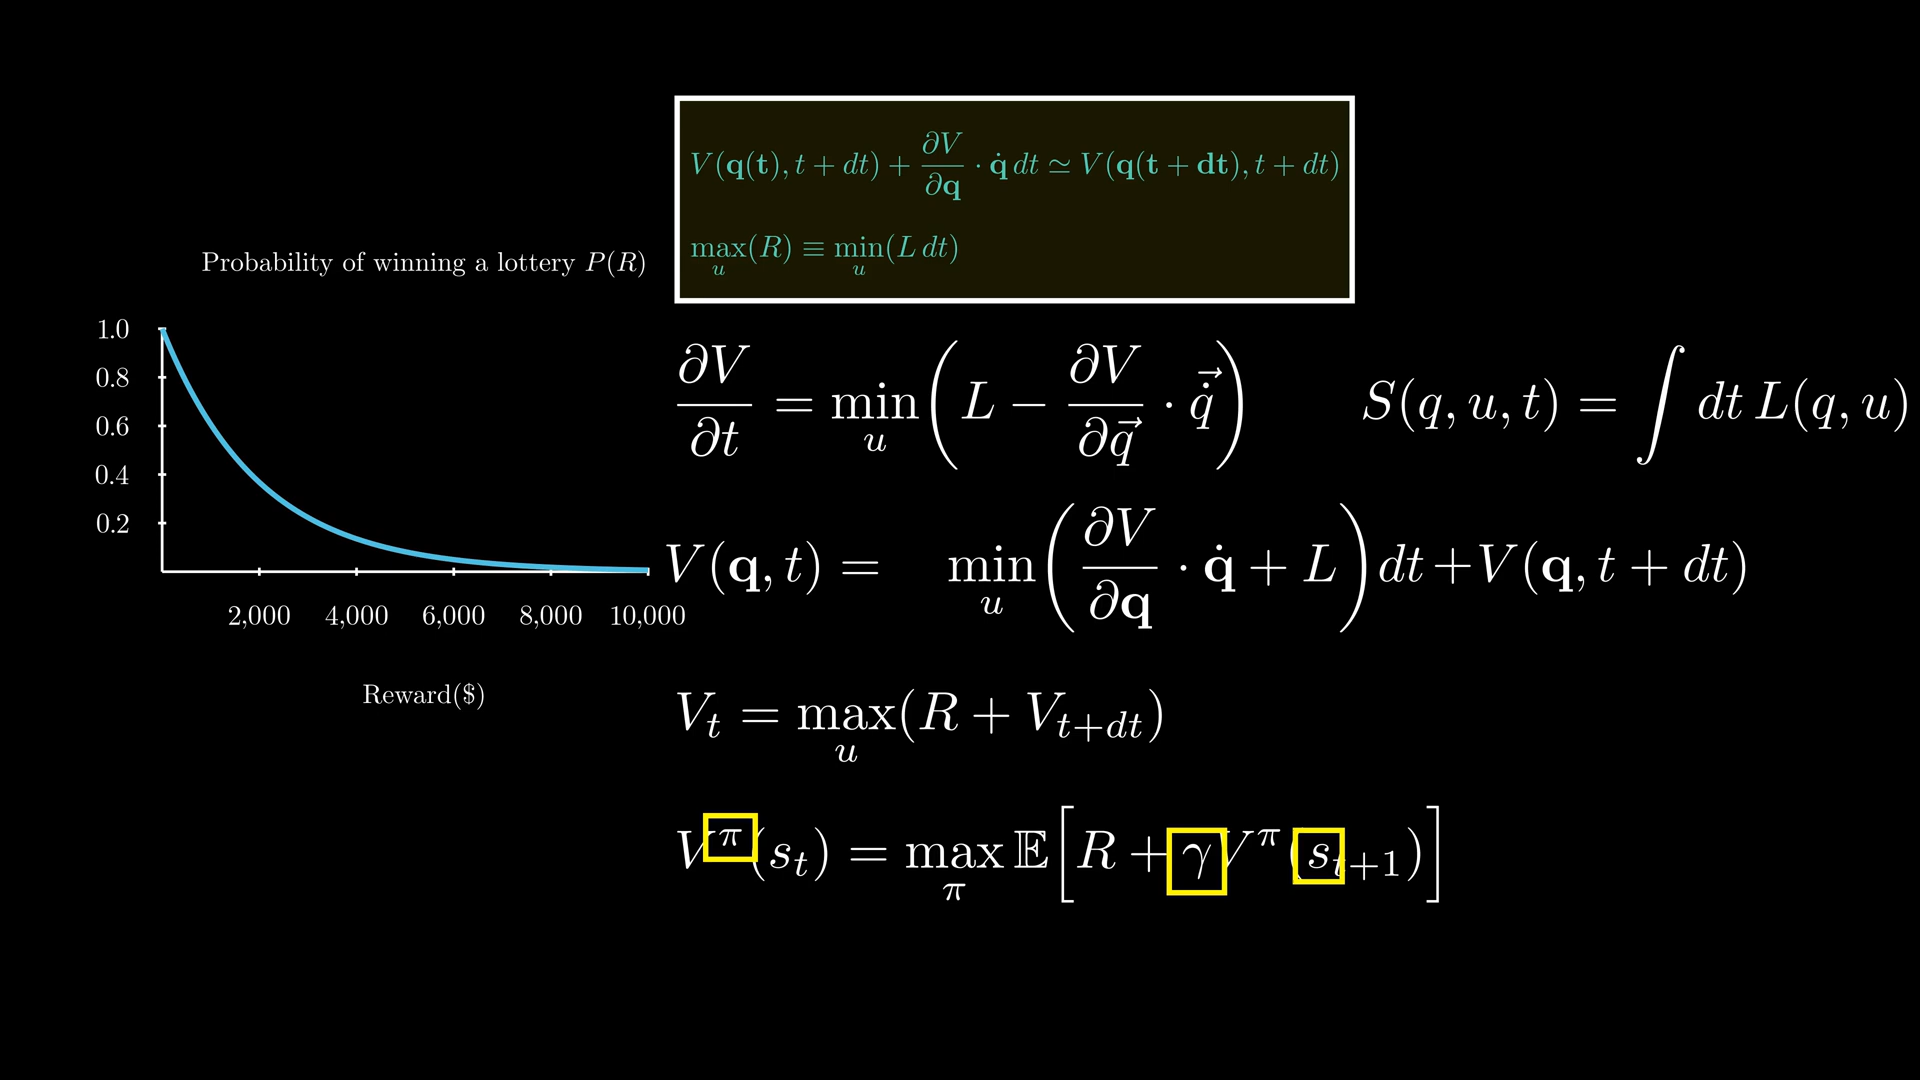 V(q(t), t + dt) + ∂V/∂q · q̇ dt ≃ V(q(t + dt), t + dt)
max_u(R) ≡ min_u(L dt)
Probability of winning a lottery P(R)
1.0
0.8
0.6
0.4
0.2
2,000 4,000 6,000 8,000 10,000
Reward($)
∂V/∂t = min_u(L − ∂V/∂q⃗ · q̇⃗)
S(q, u, t) = ∫ dt L(q, u)
V(q, t) = min_u(∂V/∂q · q̇ + L)dt+V(q, t + dt)
V_t = max_u(R + V_{t+dt})
V^π(s_t) = max_π 𝔼[R + γV^π(s_{t+1})]